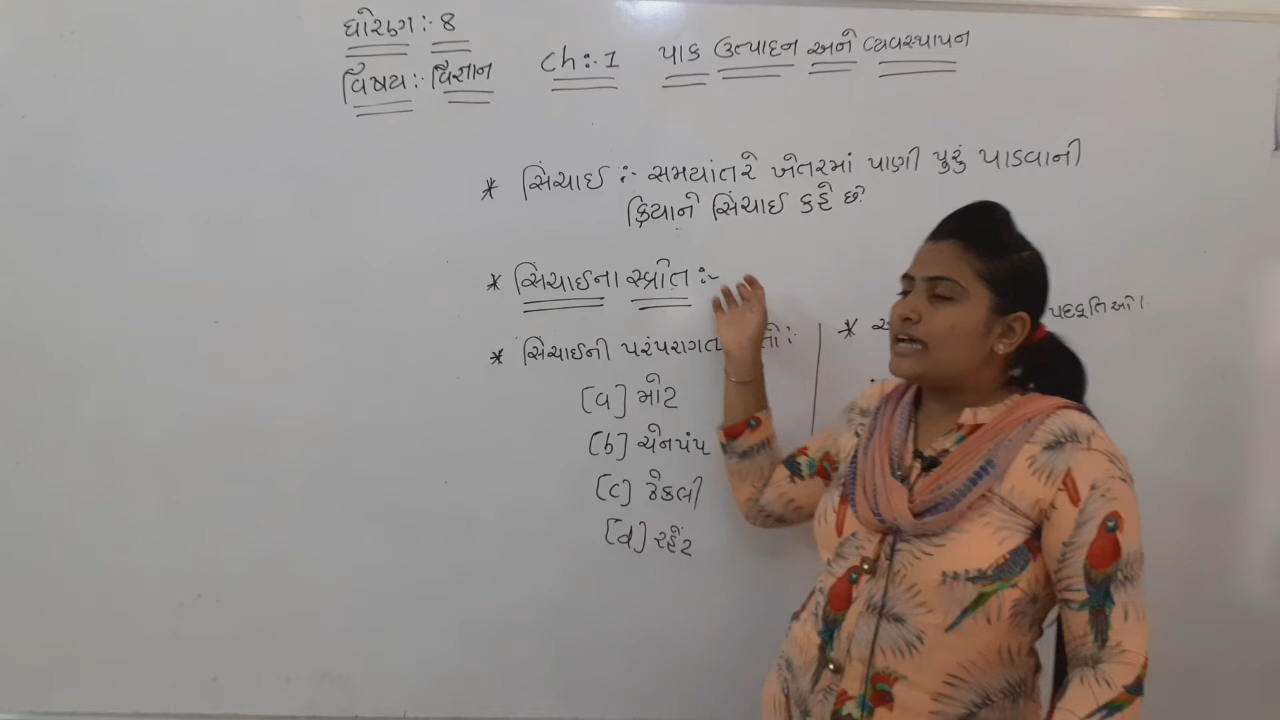 ધોરણ :- 8
વિષય :- વિજ્ઞાન
Ch :- 1 પાક ઉત્પાદન અને વ્યવસ્થાપન
* સિંચાઈ :- સમયાંતરે ખેતરમાં પાણી પુરું પાડવાની
ક્રિયાને સિંચાઈ કહે છે
* સિંચાઈના સ્ત્રોત :-
* સિંચાઈની પરંપરાગત
[a] મોટ
[b] ચેનપંપ
[c] ઢેકલી
[d] રહેંટ
* પદ્દતિઓ